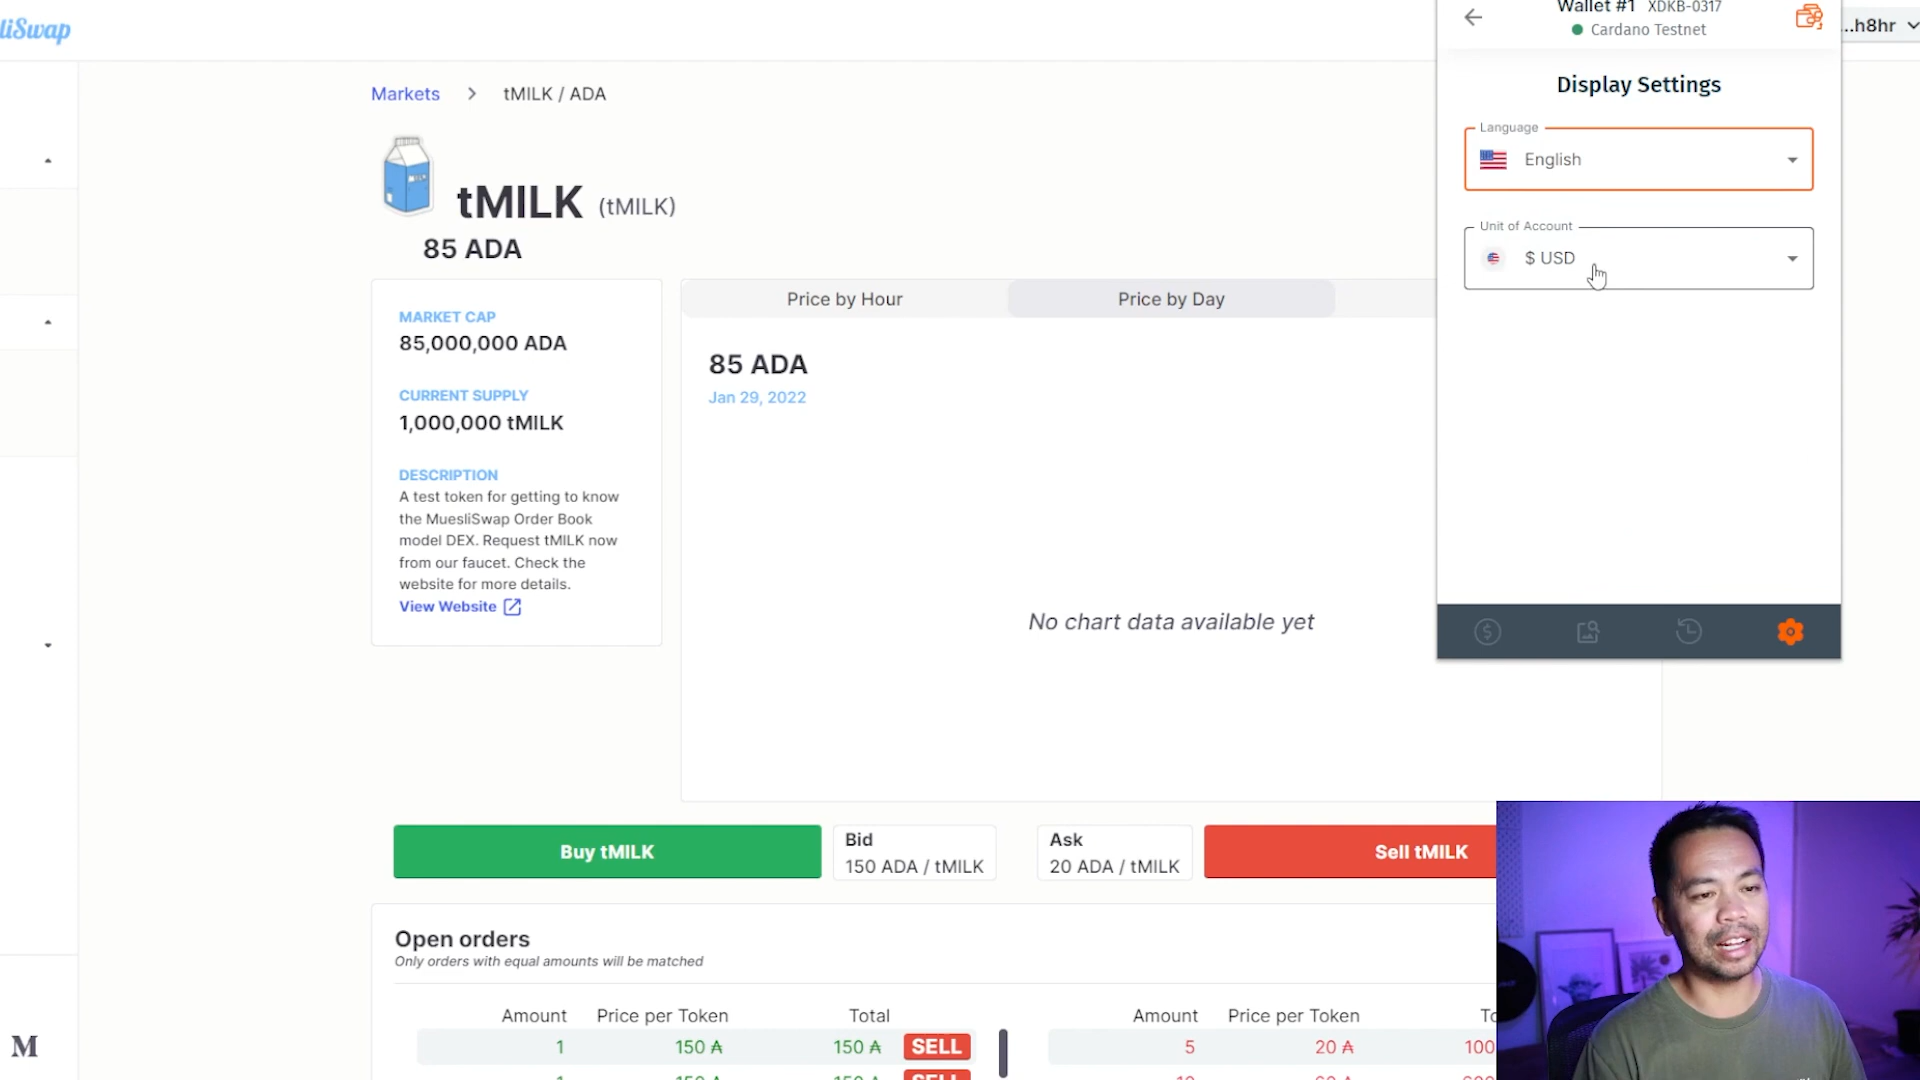 liSwap
Markets > tMILK / ADA
tMILK (tMILK)
85 ADA
MARKET CAP
85,000,000 ADA
CURRENT SUPPLY
1,000,000 tMILK
DESCRIPTION
A test token for getting to know
the MuesliSwap Order Book
model DEX. Request tMILK now
from our faucet. Check the
website for more details.
View Website
Price by Hour
Price by Day
85 ADA
Jan 29, 2022
No chart data available yet
Buy tMILK
Bid
150 ADA / tMILK
Ask
20 ADA / tMILK
Sell tMILK
Open orders
Only orders with equal amounts will be matched
Amount Price per Token Total
1 150 ₳ 150 ₳ SELL
Amount Price per Token
5 20 ₳ 100
M
Wallet #1 XDKB-0317
Cardano Testnet
...h8hr
Display Settings
Language
English
Unit of Account
$ USD